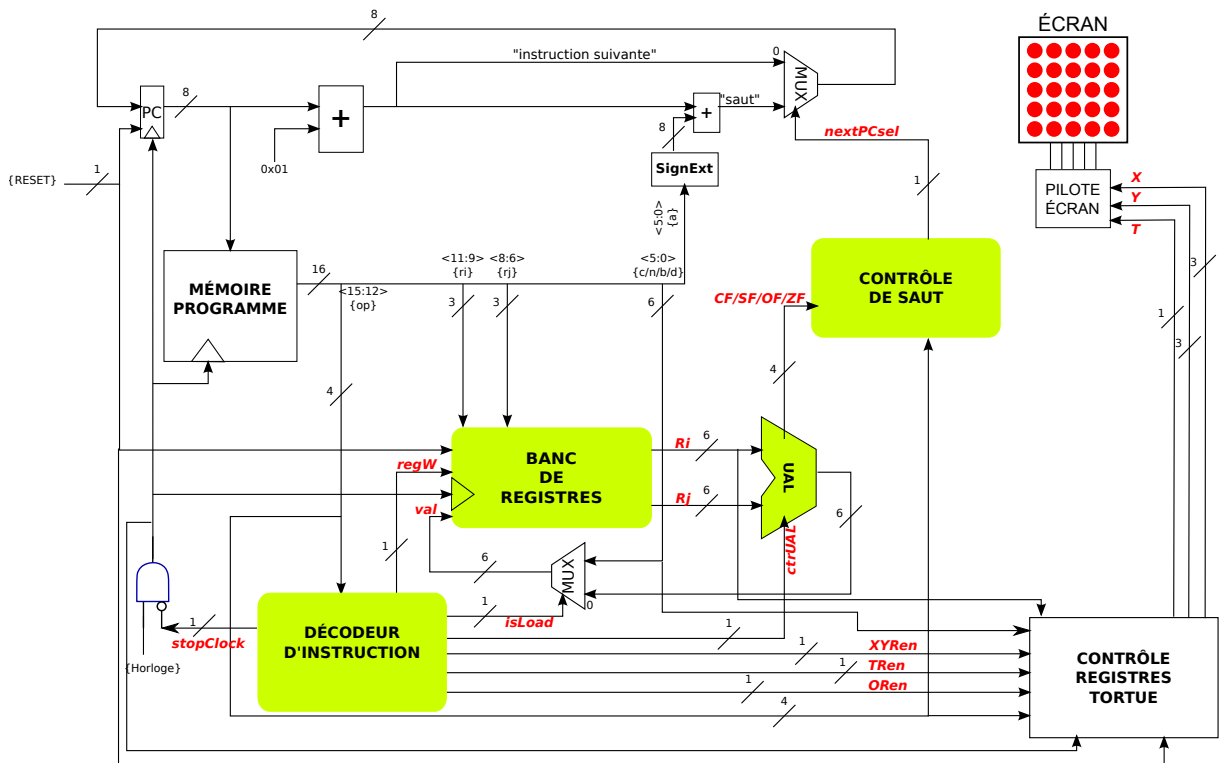 8
ÉCRAN
"instruction suivante"
0
MUX
PC
8
+
+
"saut"
8
0x01
nextPCsel
{RESET}
1
SignExt
1
X
PILOTE
ÉCRAN
Y
T
<5:0>
{a}
MÉMOIRE
PROGRAMME
16
<15:12>
{op}
<11:9>
{ri}
<8:6>
{rj}
<5:0>
{c/n/b/d}
3
3
6
CONTRÔLE
DE SAUT
CF/SF/OF/ZF
3
1
3
4
4
BANC
DE
REGISTRES
regW
val
Ri
6
Rj
6
UAL
6
ctrUAL
1
6
MUX
0
1
isLoad
stopClock
1
{Horloge}
DÉCODEUR
D'INSTRUCTION
1
XYRen
1
TRen
1
ORen
1
4
CONTRÔLE
REGISTRES
TORTUE